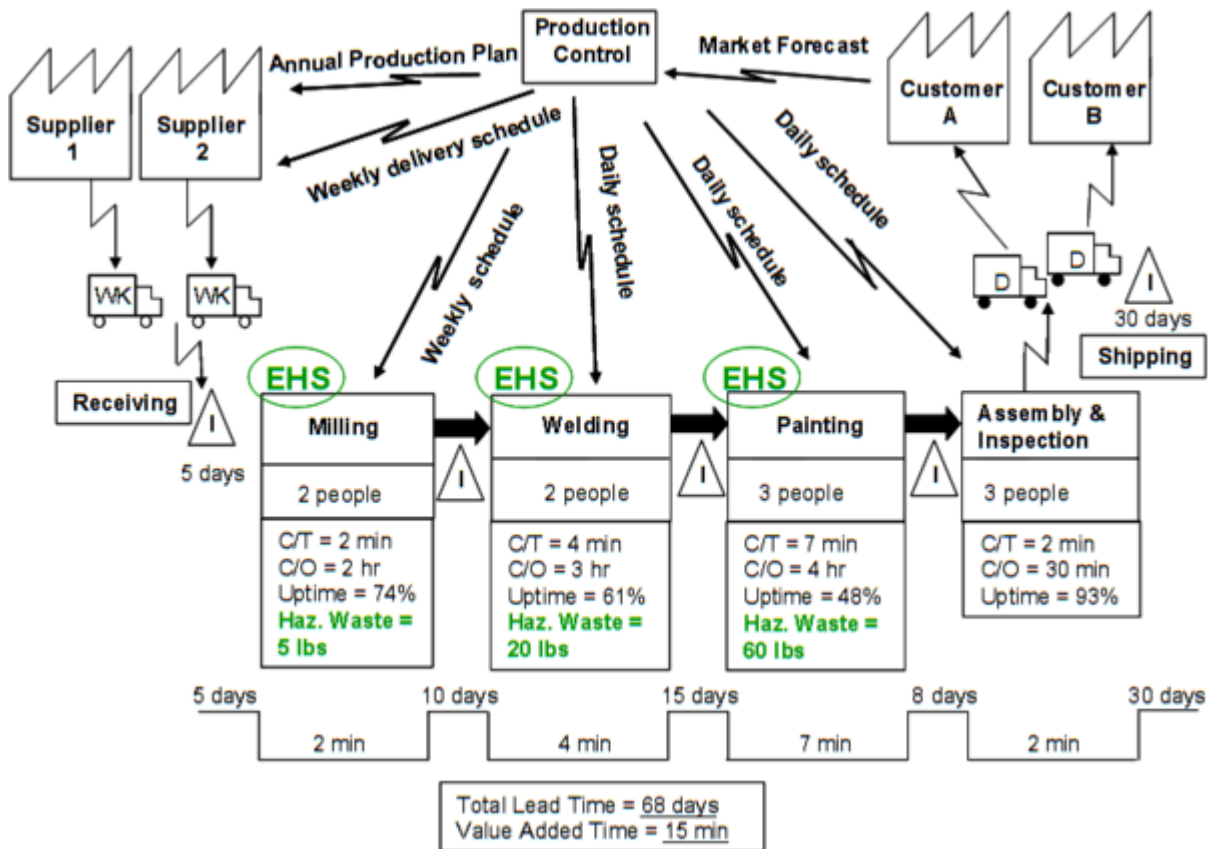 Production
Control
Annual Production Plan
Market Forecast
Supplier
1
Supplier
2
Customer
A
Customer
B
Weekly delivery schedule
Weekly schedule
Daily schedule
Daily schedule
Daily schedule
WK
WK
D
D
I
30 days
Shipping
Receiving
I
5 days
EHS
Milling
2 people
C/T = 2 min
C/O = 2 hr
Uptime = 74%
Haz. Waste =
5 lbs
I
EHS
Welding
2 people
C/T = 4 min
C/O = 3 hr
Uptime = 61%
Haz. Waste =
20 lbs
I
EHS
Painting
3 people
C/T = 7 min
C/O = 4 hr
Uptime = 48%
Haz. Waste =
60 lbs
I
Assembly &
Inspection
3 people
C/T = 2 min
C/O = 30 min
Uptime = 93%
5 days
10 days
15 days
8 days
30 days
2 min
4 min
7 min
2 min
Total Lead Time = 68 days
Value Added Time = 15 min